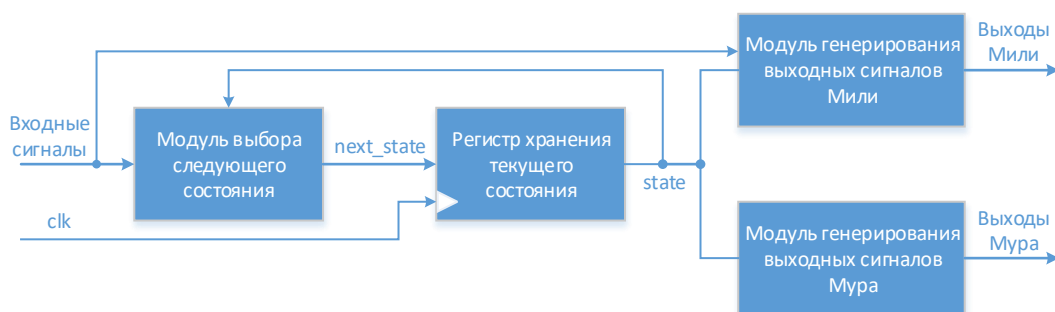 Модуль генерирования
выходных сигналов
Мили
Выходы
Мили
Входные
сигналы
Модуль выбора
следующего
состояния
next_state
Регистр хранения
текущего
состояния
state
clk
Модуль генерирования
выходных сигналов
Мура
Выходы
Мура